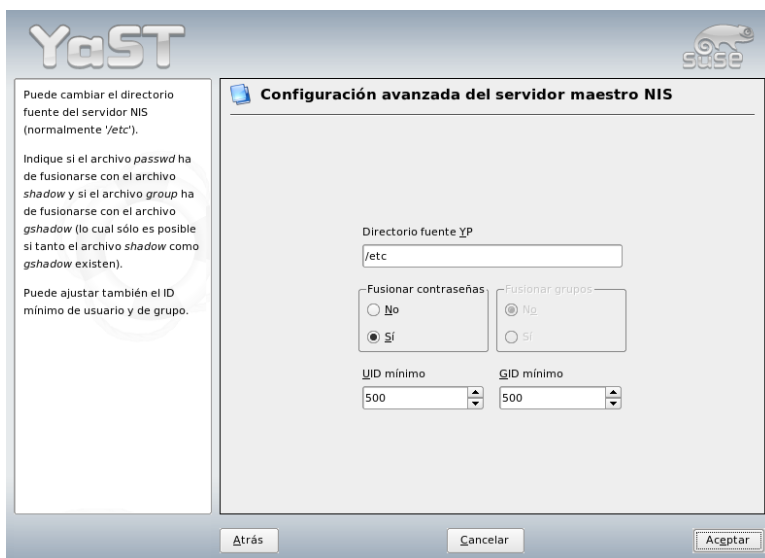 YaST
suse
Puede cambiar el directorio
fuente del servidor NIS
(normalmente '/etc').
Indique si el archivo passwd ha
de fusionarse con el archivo
shadow y si el archivo group ha
de fusionarse con el archivo
gshadow (lo cual sólo es posible
si tanto el archivo shadow como
gshadow existen).
Puede ajustar también el ID
mínimo de usuario y de grupo.
Configuración avanzada del servidor maestro NIS
Directorio fuente YP
/etc
Fusionar contraseñas
No
Sí
Fusionar grupos
No
Sí
UID mínimo
500
GID mínimo
500
Atrás
Cancelar
Aceptar